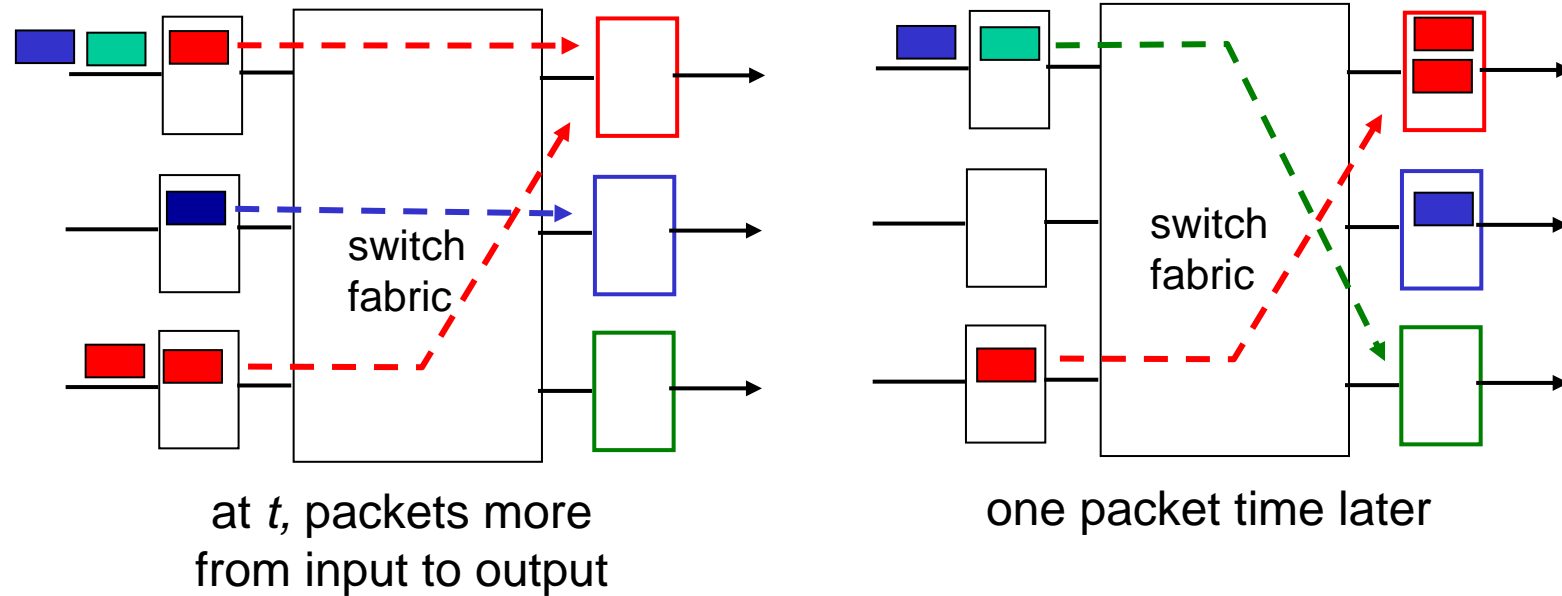 switch
fabric
at t, packets more
from input to output
switch
fabric
one packet time later